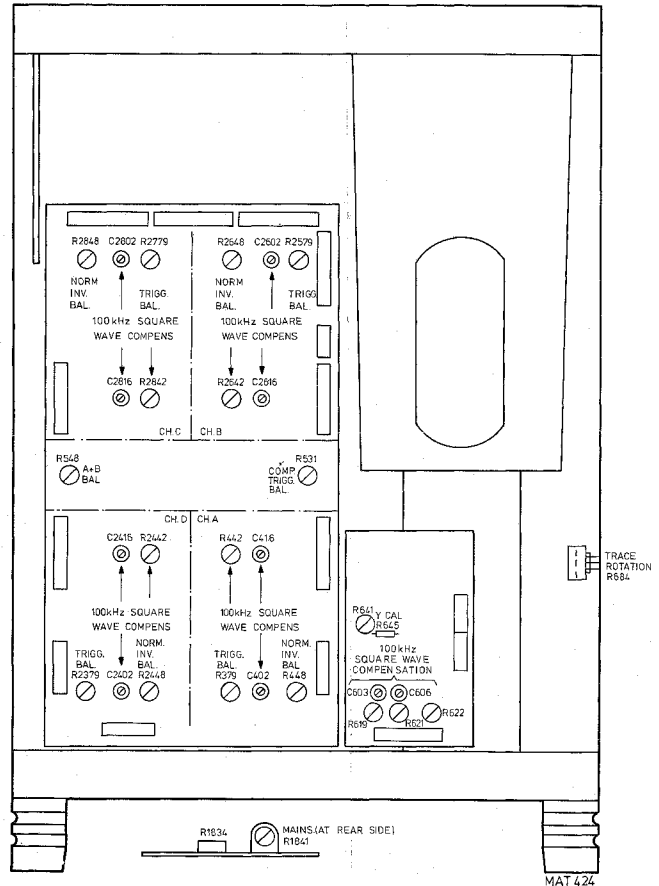 R2848 C2802 R2779
NORM INV. BAL.
TRIGG. BAL.
100kHz SQUARE
WAVE COMPENS
C2816 R2842
CH.C
R2648 C2602 R2579
NORM INV. BAL.
TRIGG. BAL.
100kHz SQUARE
WAVE COMPENS
R2642 C2616
CH.B
R548
A+B BAL
R531
COMP TRIGG. BAL.
CH.D
CH.A
C2416 R2442
100kHz SQUARE
WAVE COMPENS
TRIGG. BAL.
NORM. INV. BAL
R2379 C2402 R2448
R442 C416
100kHz SQUARE
WAVE COMPENS
TRIGG. BAL.
NORM. INV. BAL
R379 C402 R448
R641 Y CAL
R645
100kHz
SQUARE WAVE
COMPENSATION
C603 C606
R619 R621 R622
TRACE
ROTATION
R684
R1834
MAINS.(AT REAR SIDE)
R1841
MAT 424